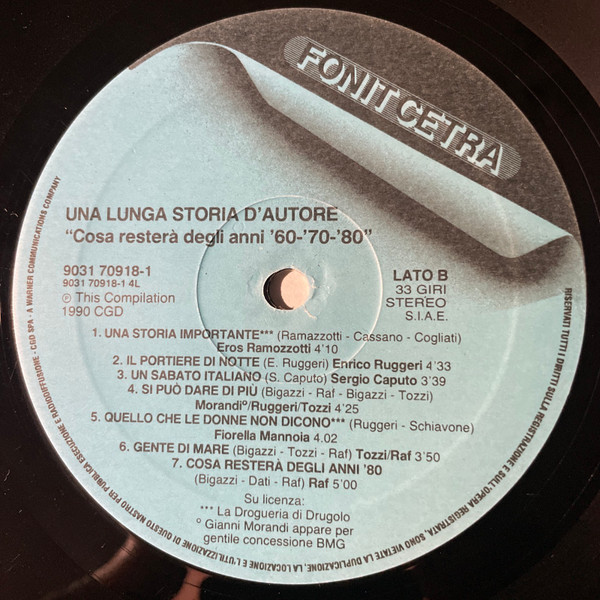 FONIT CETRA
UNA LUNGA STORIA D'AUTORE
"Cosa resterà degli anni '60-'70-'80"
9031 70918-1
9031 70918-1 4L
℗ This Compilation
1990 CGD
LATO B
33 GIRI
STEREO
S.I.A.E.
1. UNA STORIA IMPORTANTE*** (Ramazzotti - Cassano - Cogliati)
Eros Ramozzotti 4'10
2. IL PORTIERE DI NOTTE (E. Ruggeri) Enrico Ruggeri 4'33
3. UN SABATO ITALIANO (S. Caputo) Sergio Caputo 3'39
4. SI PUÒ DARE DI PIÙ (Bigazzi - Raf - Bigazzi - Tozzi)
Morandi°/Ruggeri/Tozzi 4'25
5. QUELLO CHE LE DONNE NON DICONO*** (Ruggeri - Schiavone)
Fiorella Mannoia 4.02
6. GENTE DI MARE (Bigazzi - Tozzi - Raf) Tozzi/Raf 3'50
7. COSA RESTERÀ DEGLI ANNI '80
(Bigazzi - Dati - Raf) Raf 5'00
Su licenza:
*** La Drogueria di Drugolo
° Gianni Morandi appare per
gentile concessione BMG
CGD SPA - A WARNER COMMUNICATIONS COMPANY
RISERVATI TUTTI I DIRITTI SULLA REGISTRAZIONE E SULL'OPERA REGISTRATA. SONO VIETATE LA DUPLICAZIONE, LA LOCAZIONE E L'UTILIZZAZIONE DI QUESTO NASTRO PER PUBBLICA ESECUZIONE E RADIODIFFUSIONE -